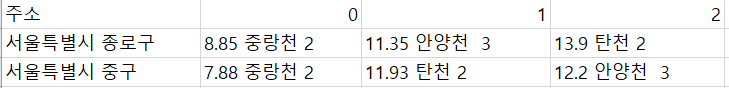 주소 0 1 2
서울특별시 종로구 8.85 중랑천 2 11.35 안양천  3 13.9 탄천 2
서울특별시 중구 7.88 중랑천 2 11.93 탄천 2 12.2 안양천  3